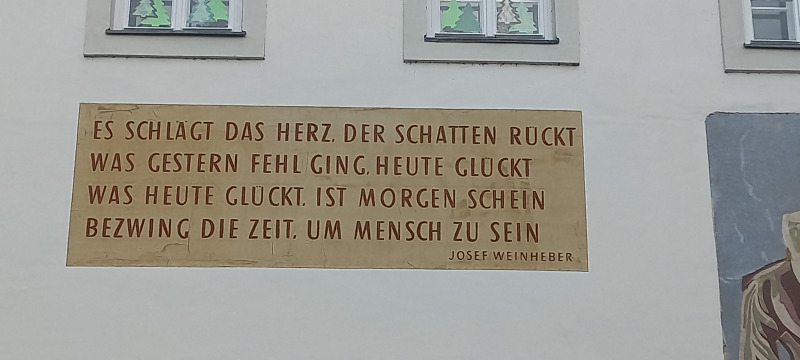 ES SCHLÄGT DAS HERZ, DER SCHATTEN RÜCKT
WAS GESTERN FEHL GING, HEUTE GLÜCKT
WAS HEUTE GLÜCKT, IST MORGEN SCHEIN
BEZWING DIE ZEIT, UM MENSCH ZU SEIN
JOSEF WEINHEBER